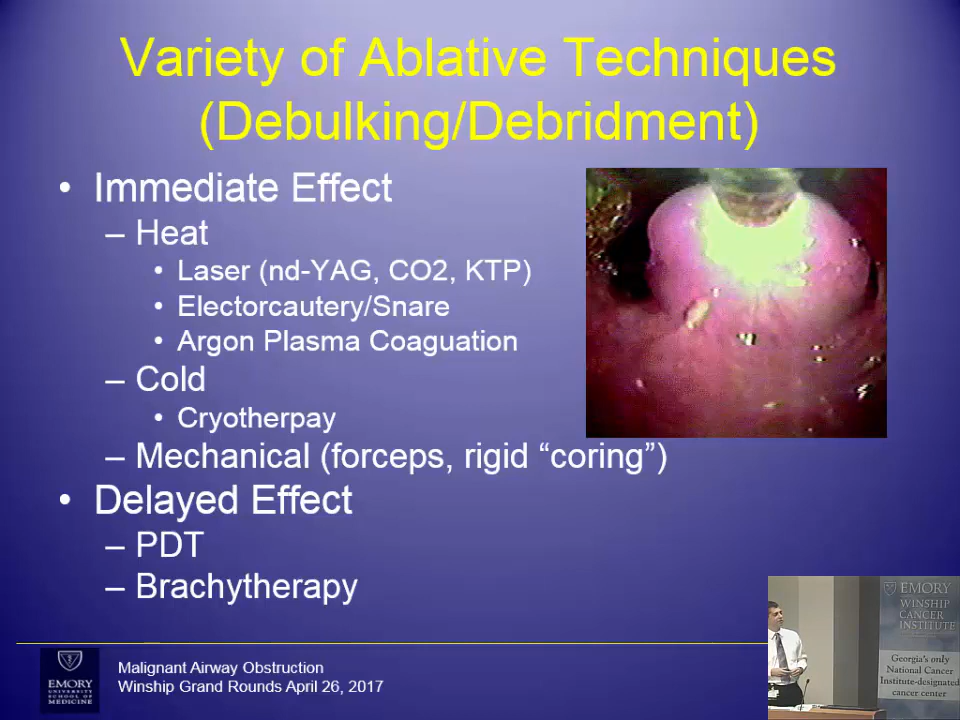 Variety of Ablative Techniques
(Debulking/Debridment)
• Immediate Effect
– Heat
• Laser (nd-YAG, CO2, KTP)
• Electorcautery/Snare
• Argon Plasma Coaguation
– Cold
• Cryotherpay
– Mechanical (forceps, rigid “coring”)
• Delayed Effect
– PDT
– Brachytherapy
EMORY
UNIVERSITY
SCHOOL OF
MEDICINE
Malignant Airway Obstruction
Winship Grand Rounds April 26, 2017
EMORY
WINSHIP
CANCER
INSTITUTE
Georgia's only
National Cancer
Institute-designated
cancer center